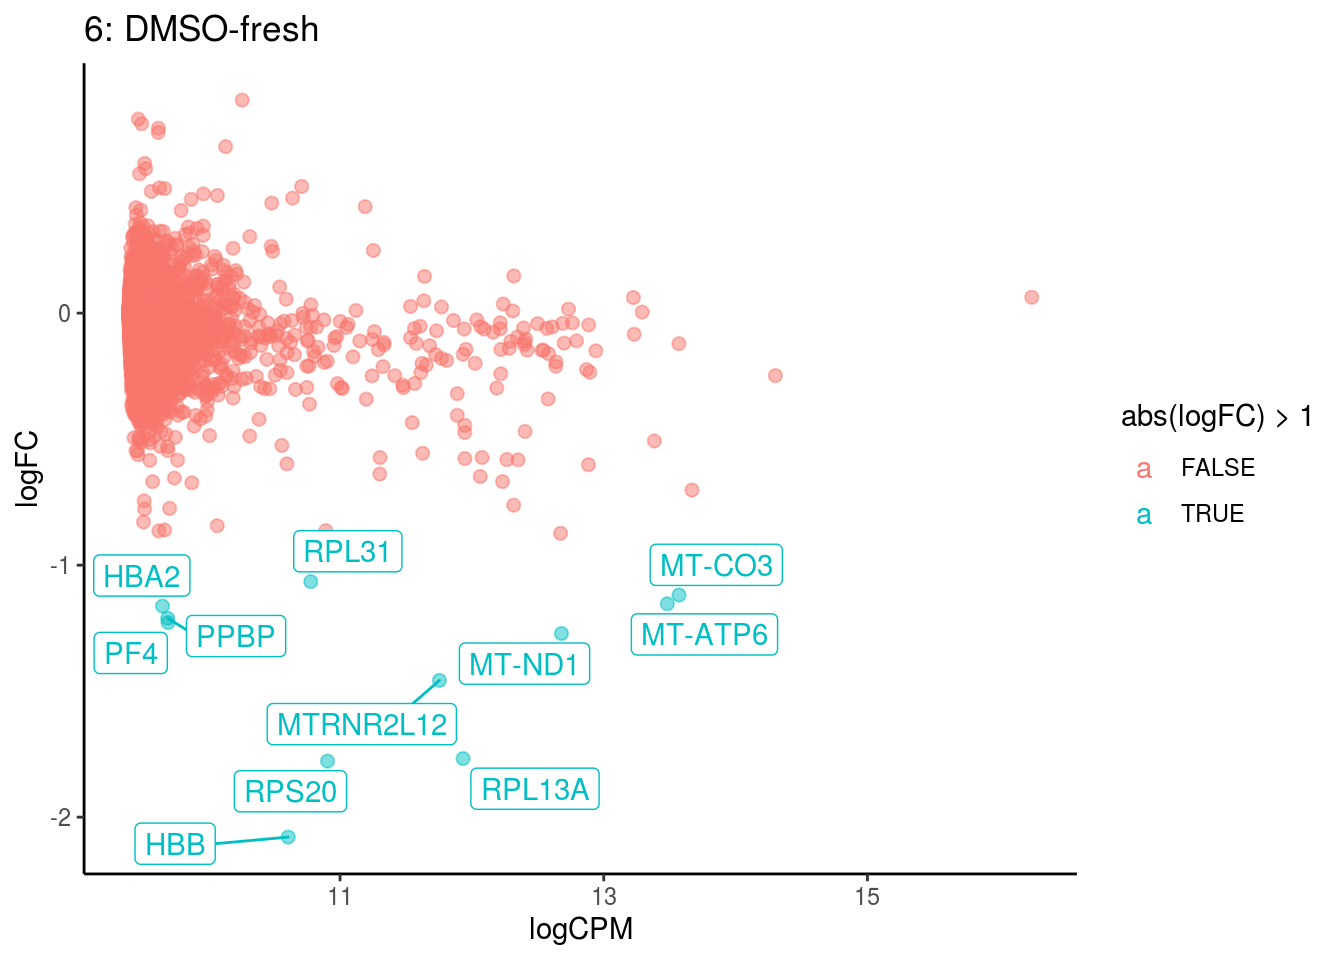 6: DMSO-fresh
logFC
0
-1
-2
RPL31
HBA2
MT-CO3
PPBP
MT-ATP6
PF4
MT-ND1
MTRNR2L12
RPS20
RPL13A
HBB
11
13
15
logCPM
abs(logFC) > 1
a FALSE
a TRUE